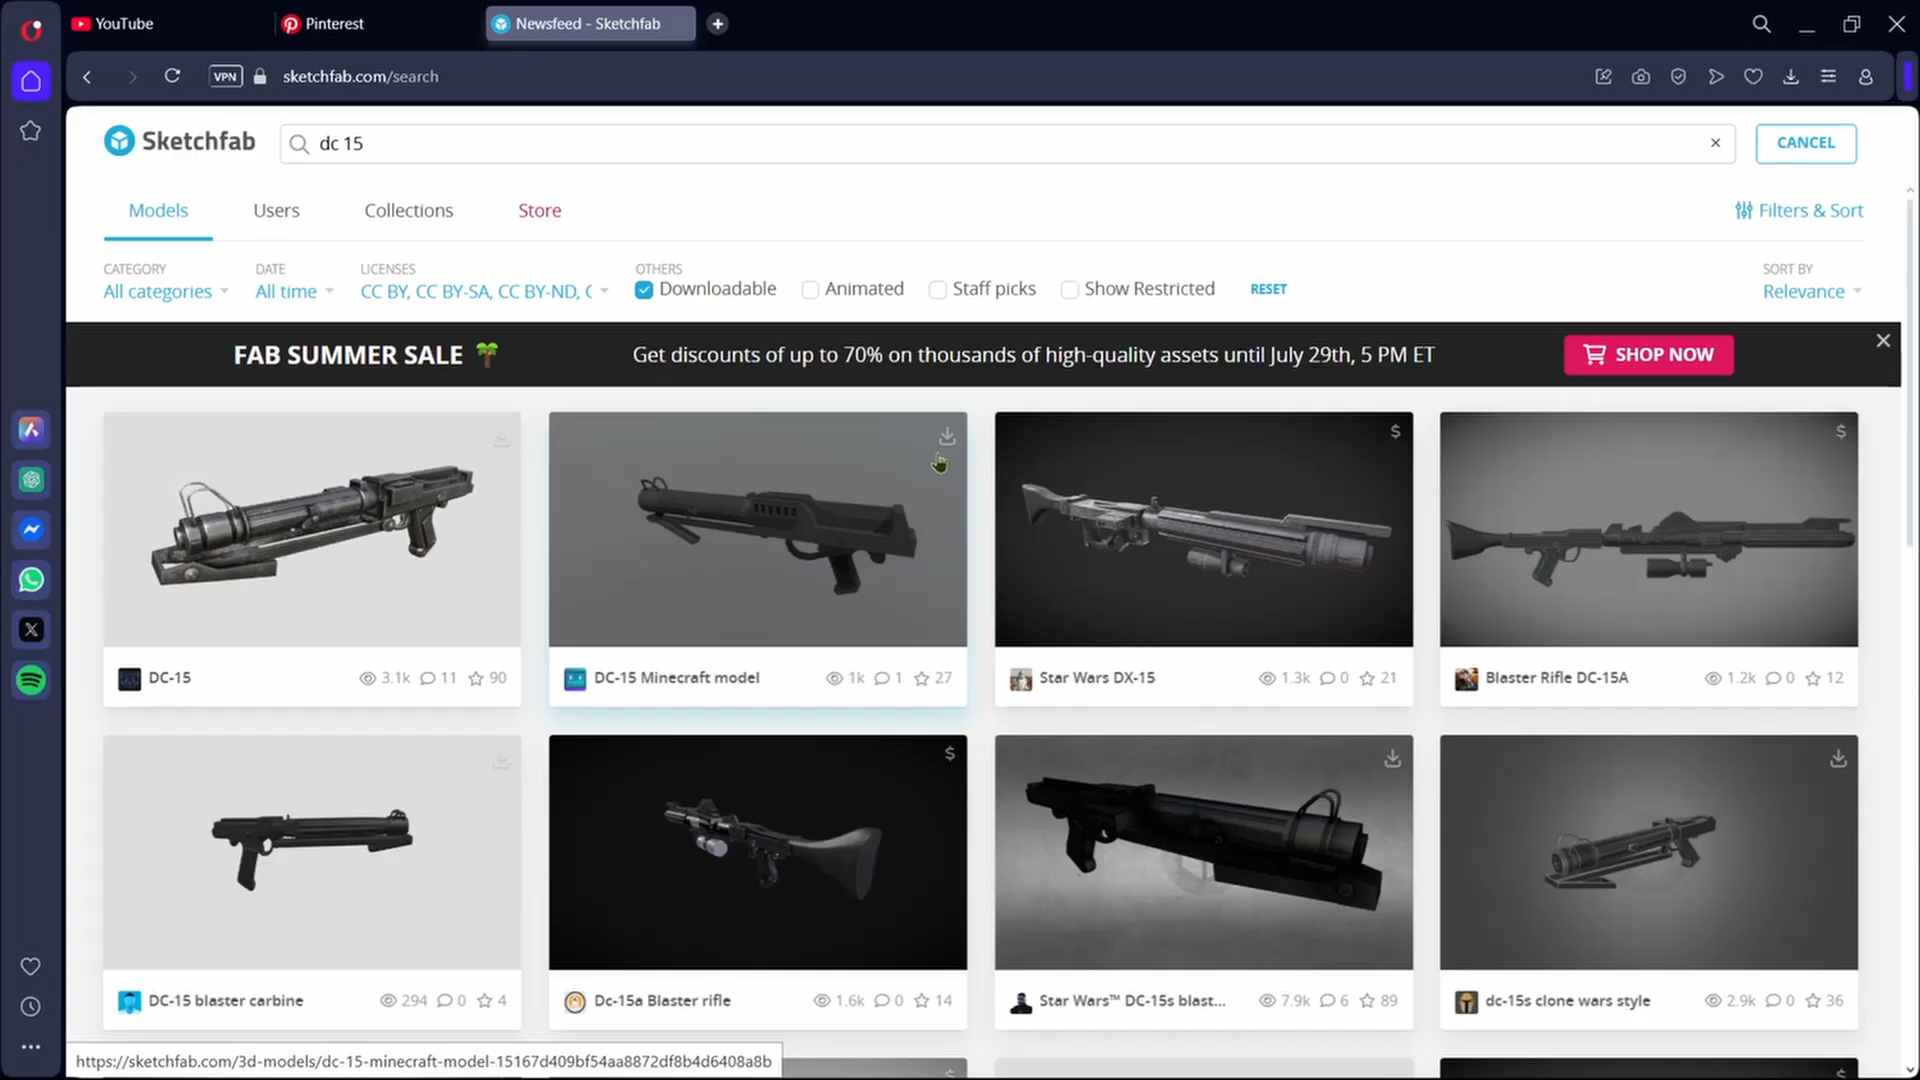 YouTube
Pinterest
Newsfeed - Sketchfab
VPN
sketchfab.com/search
Sketchfab
dc 15
CANCEL
Models
Users
Collections
Store
Filters & Sort
CATEGORY
All categories
DATE
All time
LICENSES
CC BY, CC BY-SA, CC BY-ND, C
OTHERS
Downloadable
Animated
Staff picks
Show Restricted
RESET
SORT BY
Relevance
FAB SUMMER SALE 🌴
Get discounts of up to 70% on thousands of high-quality assets until July 29th, 5 PM ET
SHOP NOW
$
$
DC-15
3.1k
11
90
DC-15 Minecraft model
1k
1
27
Star Wars DX-15
1.3k
0
21
Blaster Rifle DC-15A
1.2k
0
12
$
DC-15 blaster carbine
294
0
4
Dc-15a Blaster rifle
1.6k
0
14
Star Wars™ DC-15s blast...
7.9k
6
89
dc-15s clone wars style
2.9k
0
36
https://sketchfab.com/3d-models/dc-15-minecraft-model-15167d409bf54aa8872df8b4d6408a8b
$
$